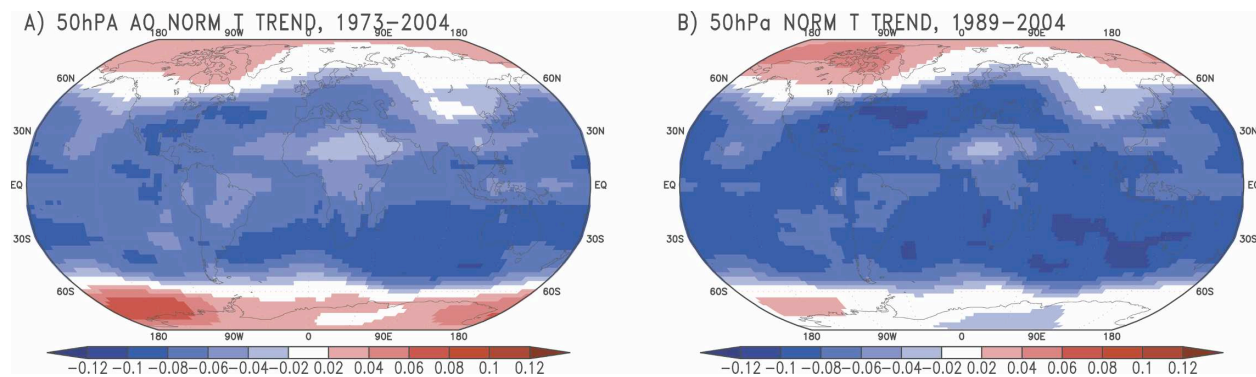 A) 50hPA AQ NORM T TREND, 1973-2004
180 90W 0 90E 180
60N
30N 30N
EQ EQ
30S 30S
60S 60S
180 90W 0 90E 180
-0.12 -0.1 -0.08 -0.06 -0.04 -0.02 0.02 0.04 0.06 0.08 0.1 0.12
B) 50hPa NORM T TREND, 1989-2004
180 90W 0 90E 180
60N 60N
30N 30N
EQ EQ
30S 30S
60S 60S
180 90W 0 90E 180
-0.12 -0.1 -0.08 -0.06 -0.04 -0.02 0.02 0.04 0.06 0.08 0.1 0.12